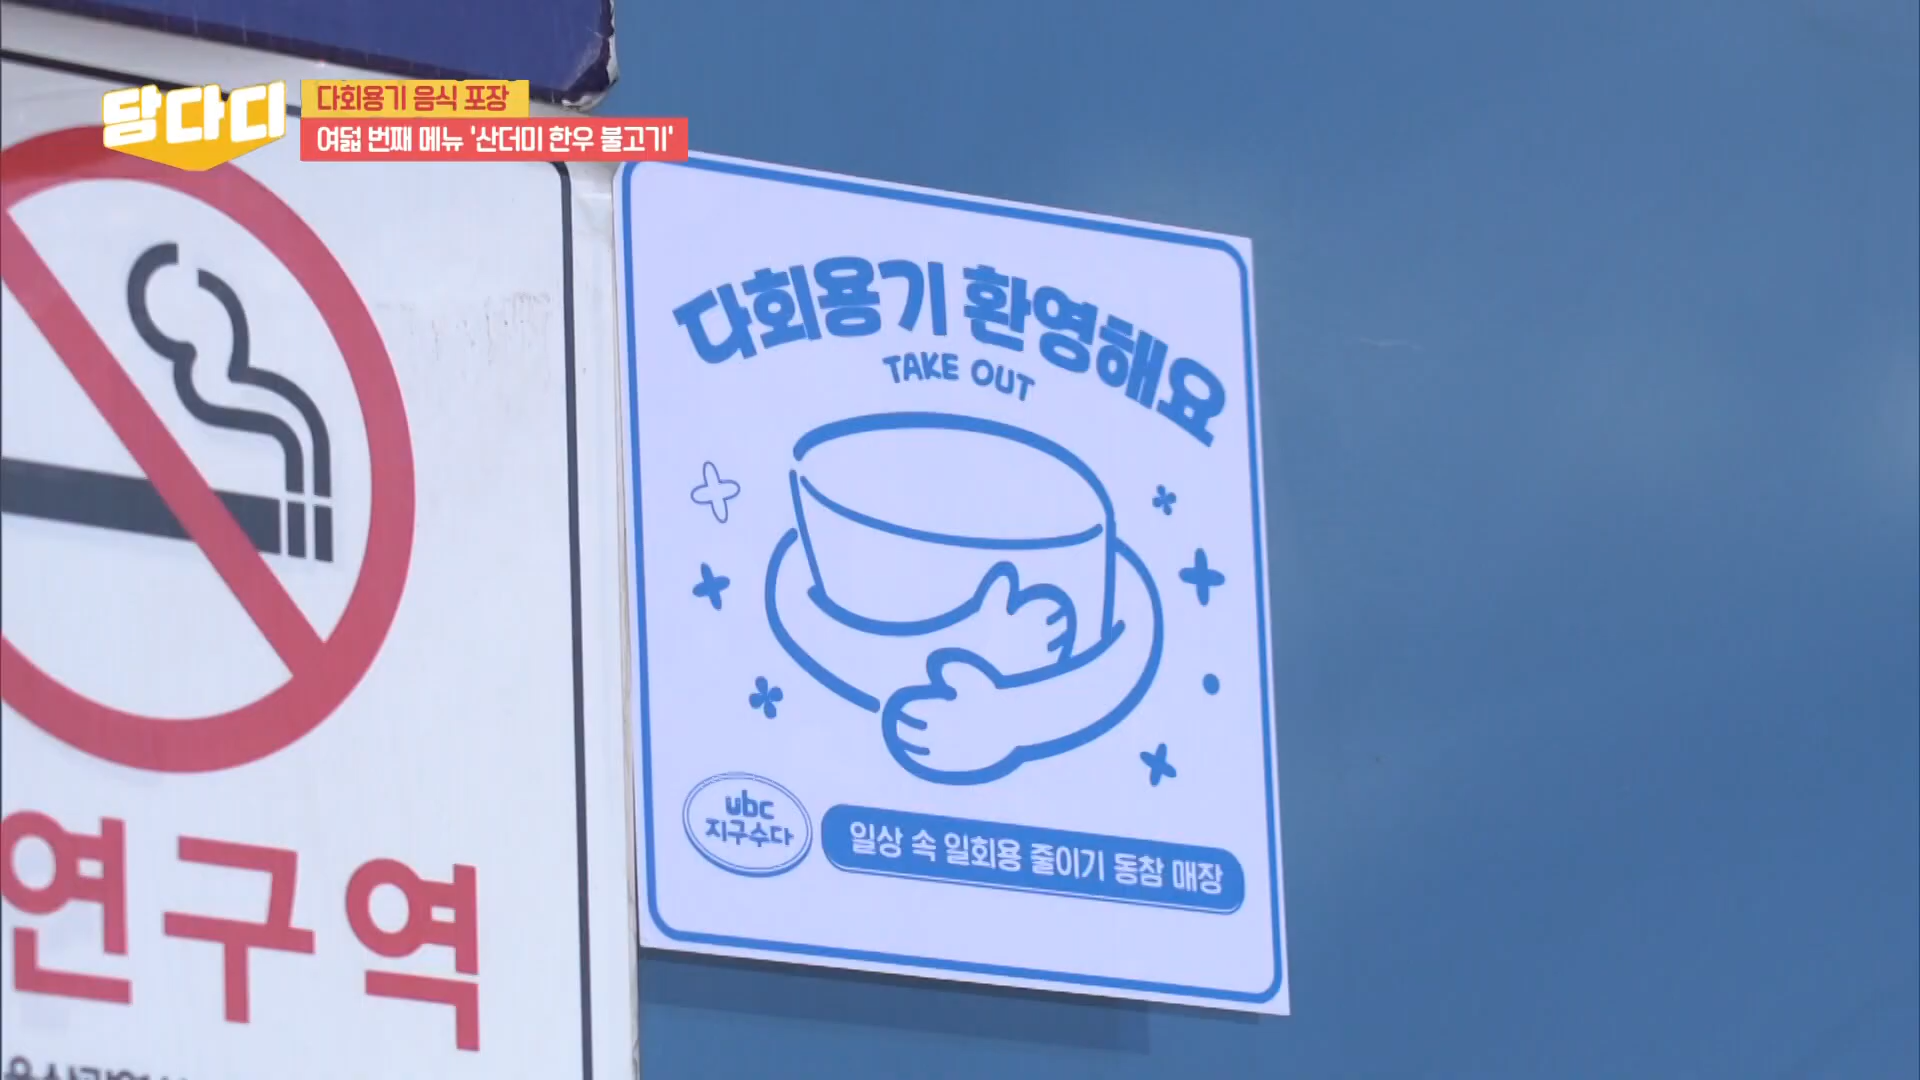 담다디
다회용기 음식 포장
여덟 번째 메뉴 '산더미 한우 불고기'
다회용기 환영해요
TAKE OUT
ubc
지구수다
일상 속 일회용 줄이기 동참 매장
연구역